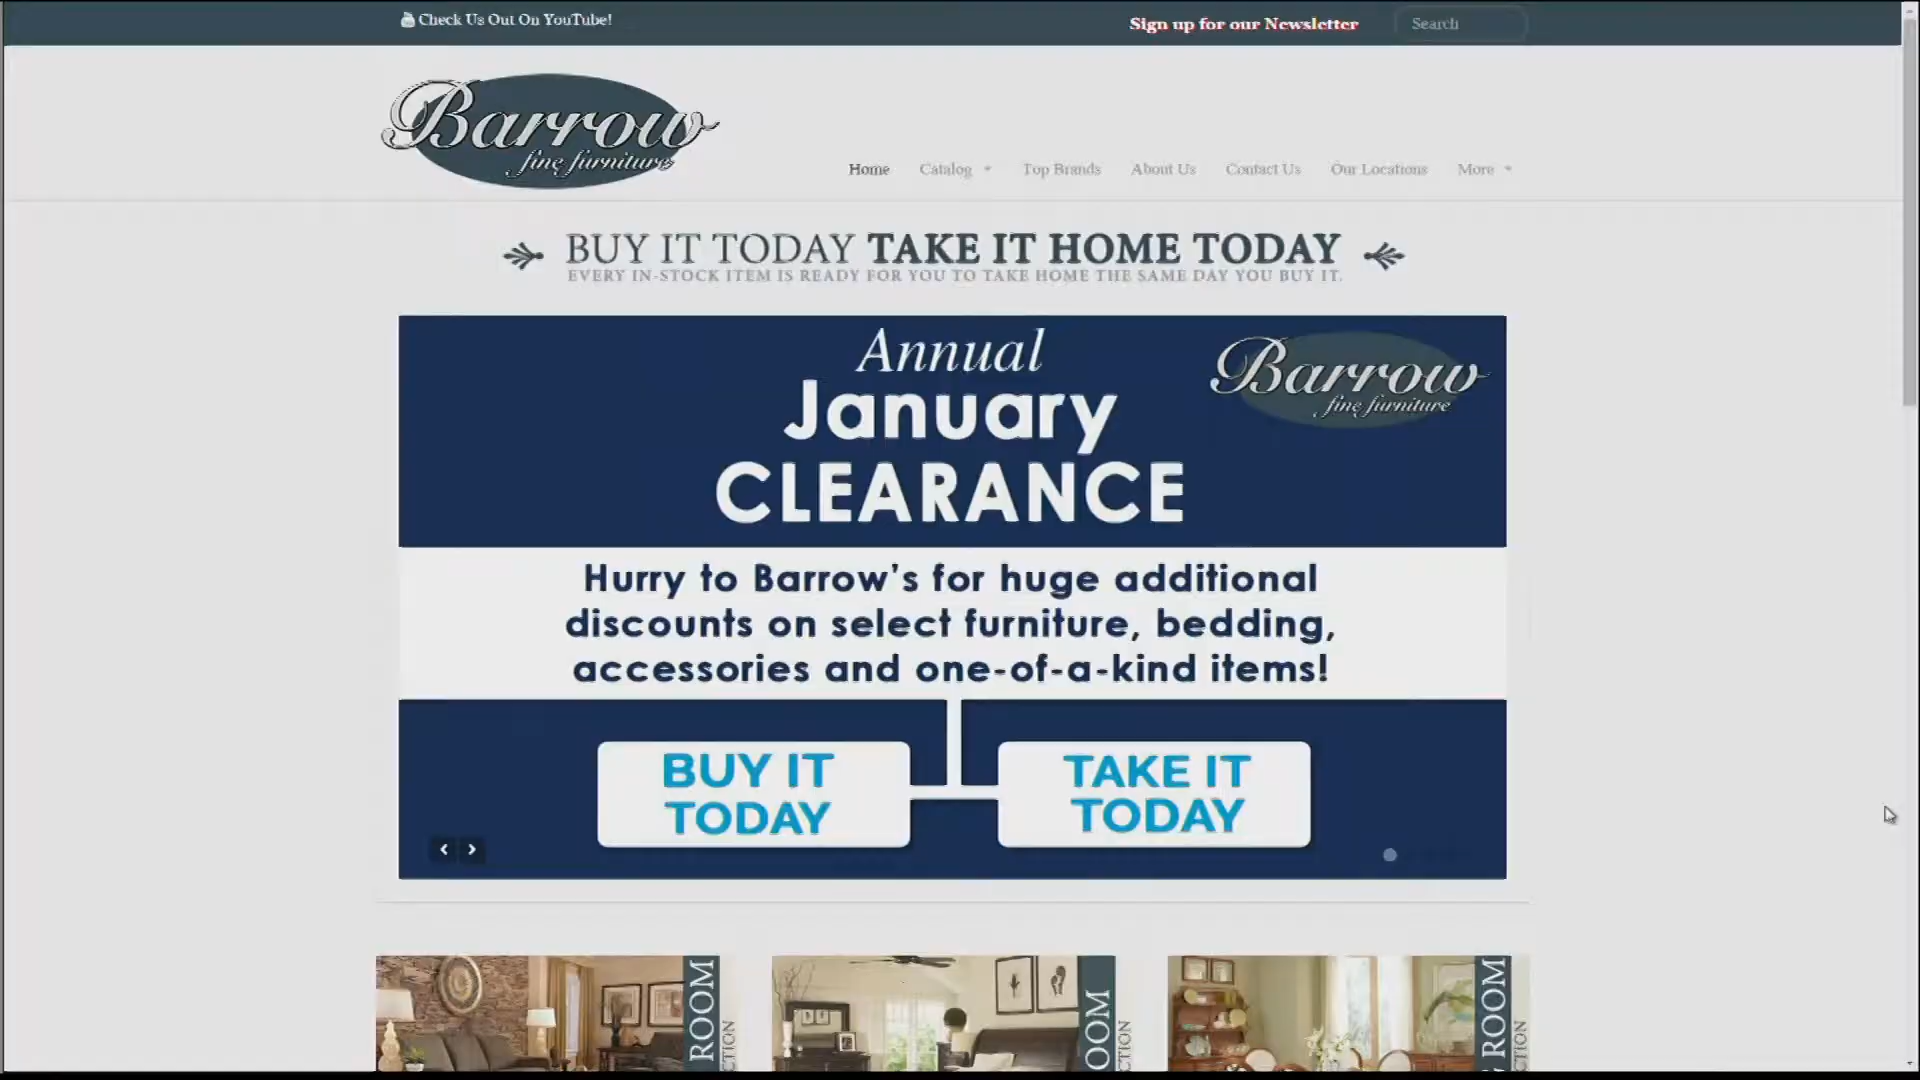 Check Us Out On YouTube!
Sign up for our Newsletter
Search
Barrow
fine furniture
Home
Catalog
Top Brands
About Us
Contact Us
Our Locations
More
BUY IT TODAY TAKE IT HOME TODAY
EVERY IN-STOCK ITEM IS READY FOR YOU TO TAKE HOME THE SAME DAY YOU BUY IT.
Annual
January
CLEARANCE
Barrow
fine furniture
Hurry to Barrow's for huge additional
discounts on select furniture, bedding,
accessories and one-of-a-kind items!
BUY IT
TODAY
TAKE IT
TODAY
ROOM
ROOM